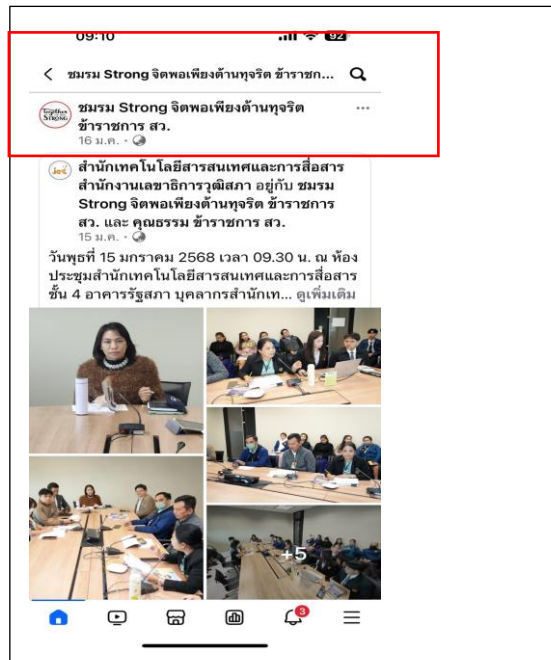 09:10
92
ชมรม Strong จิตพอเพียงต้านทุจริต ข้าราชก...
ชมรม Strong จิตพอเพียงต้านทุจริต
ข้าราชการ สว.
16 ม.ค.
สำนักเทคโนโลยีสารสนเทศและการสื่อสาร
สำนักงานเลขาธิการวุฒิสภา อยู่กับ ชมรม
Strong จิตพอเพียงต้านทุจริต ข้าราชการ
สว. และ คุณธรรม ข้าราชการ สว.
15 ม.ค.
วันพุธที่ 15 มกราคม 2568 เวลา 09.30 น. ณ ห้อง
ประชุมสำนักเทคโนโลยีสารสนเทศและการสื่อสาร
ชั้น 4 อาคารรัฐสภา บุคลากรสำนักเท... ดูเพิ่มเติม
+5
3